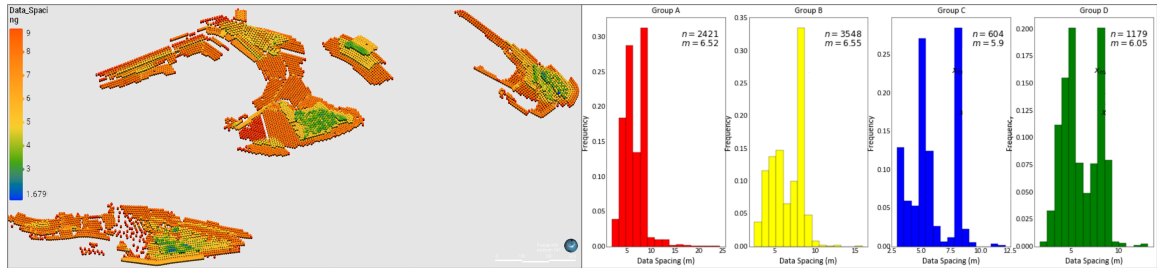 Data_Spaci
ng
9
8
7
6
5
4
3
1.679
Group A
n = 2421
m = 6.52
Frequency
0.30
0.25
0.20
0.15
0.10
0.05
0.00
5
10
15
20
25
Data Spacing (m)
Group B
n = 3548
m = 6.55
Frequency
0.35
0.30
0.25
0.20
0.15
0.10
0.05
0.00
5
10
15
Data Spacing (m)
Group C
n = 604
m = 5.9
Frequenc,
0.30
0.25
0.20
0.15
0.10
0.05
0.00
2.5
5.0
7.5
10.0
12.5
Data Spacing (m)
Group D
n = 1179
m = 6.05
Frequenc,
0.200
0.175
0.150
0.125
0.100
0.075
0.050
0.025
0.000
5
10
Data Spacing (m)